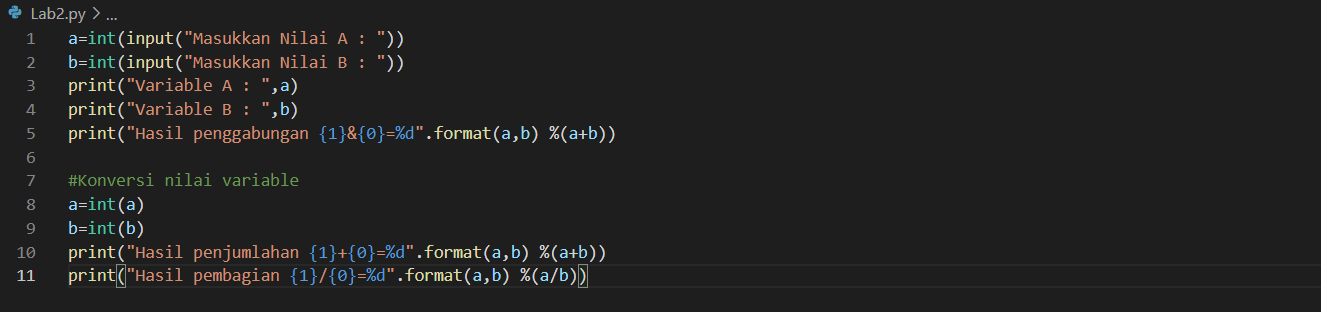 Lab2.py > ...
1 a=int(input("Masukkan Nilai A : "))
2 b=int(input("Masukkan Nilai B : "))
3 print("Variable A : ",a)
4 print("Variable B : ",b)
5 print("Hasil penggabungan {1}&{0}=%d".format(a,b) %(a+b))
6
7 #Konversi nilai variable
8 a=int(a)
9 b=int(b)
10 print("Hasil penjumlahan {1}+{0}=%d".format(a,b) %(a+b))
11 print("Hasil pembagian {1}/{0}=%d".format(a,b) %(a/b))